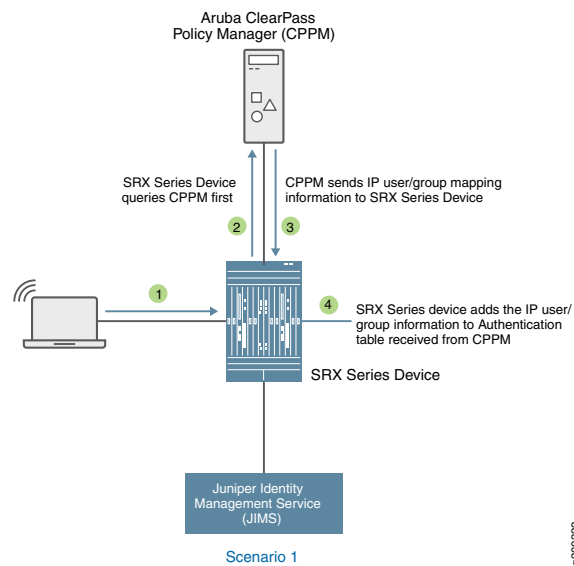 Aruba ClearPass
Policy Manager (CPPM)
SRX Series Device
queries CPPM first
CPPM sends IP user/group mapping
information to SRX Series Device
2
3
1
4
SRX Series device adds the IP user/
group information to Authentication
table received from CPPM
SRX Series Device
Juniper Identity
Management Service
(JIMS)
Scenario 1